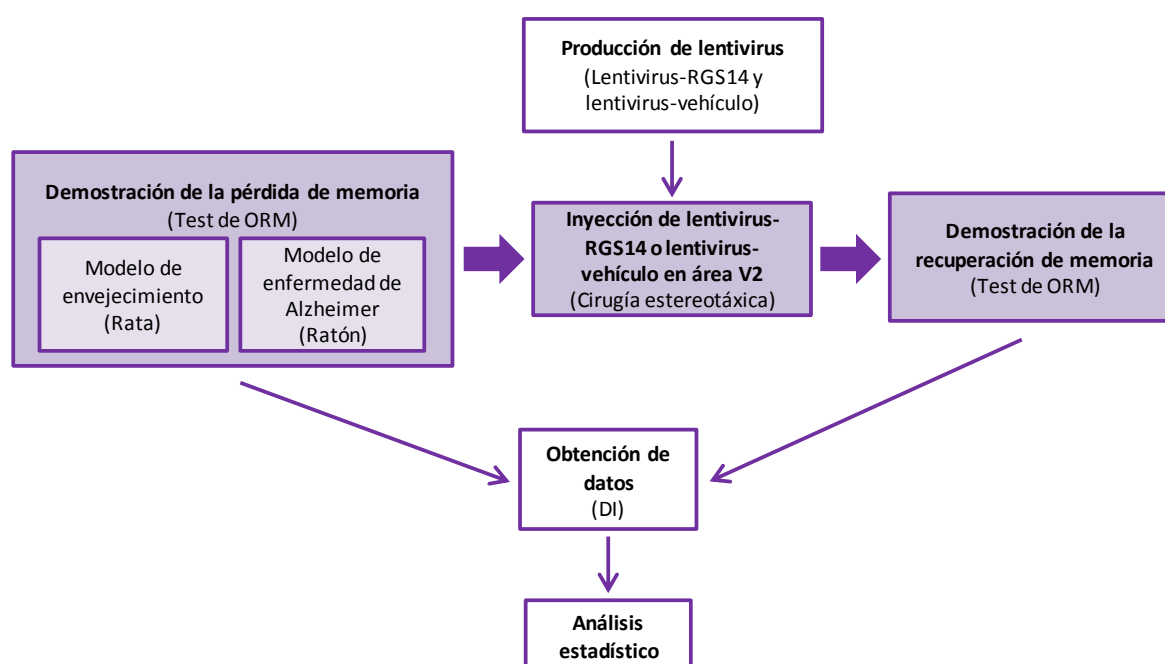 Producción de lentivirus
(Lentivirus-RGS14 y
lentivirus-vehículo)
Demostración de la pérdida de memoria
(Test de ORM)
Modelo de
envejecimiento
(Rata)
Modelo de
enfermedad de
Alzheimer
(Ratón)
Inyección de lentivirus-
RGS14 o lentivirus-
vehículo en área V2
(Cirugía estereotáxica)
Demostración de la
recuperación de memoria
(Test de ORM)
Obtención de
datos
(DI)
Análisis
estadístico